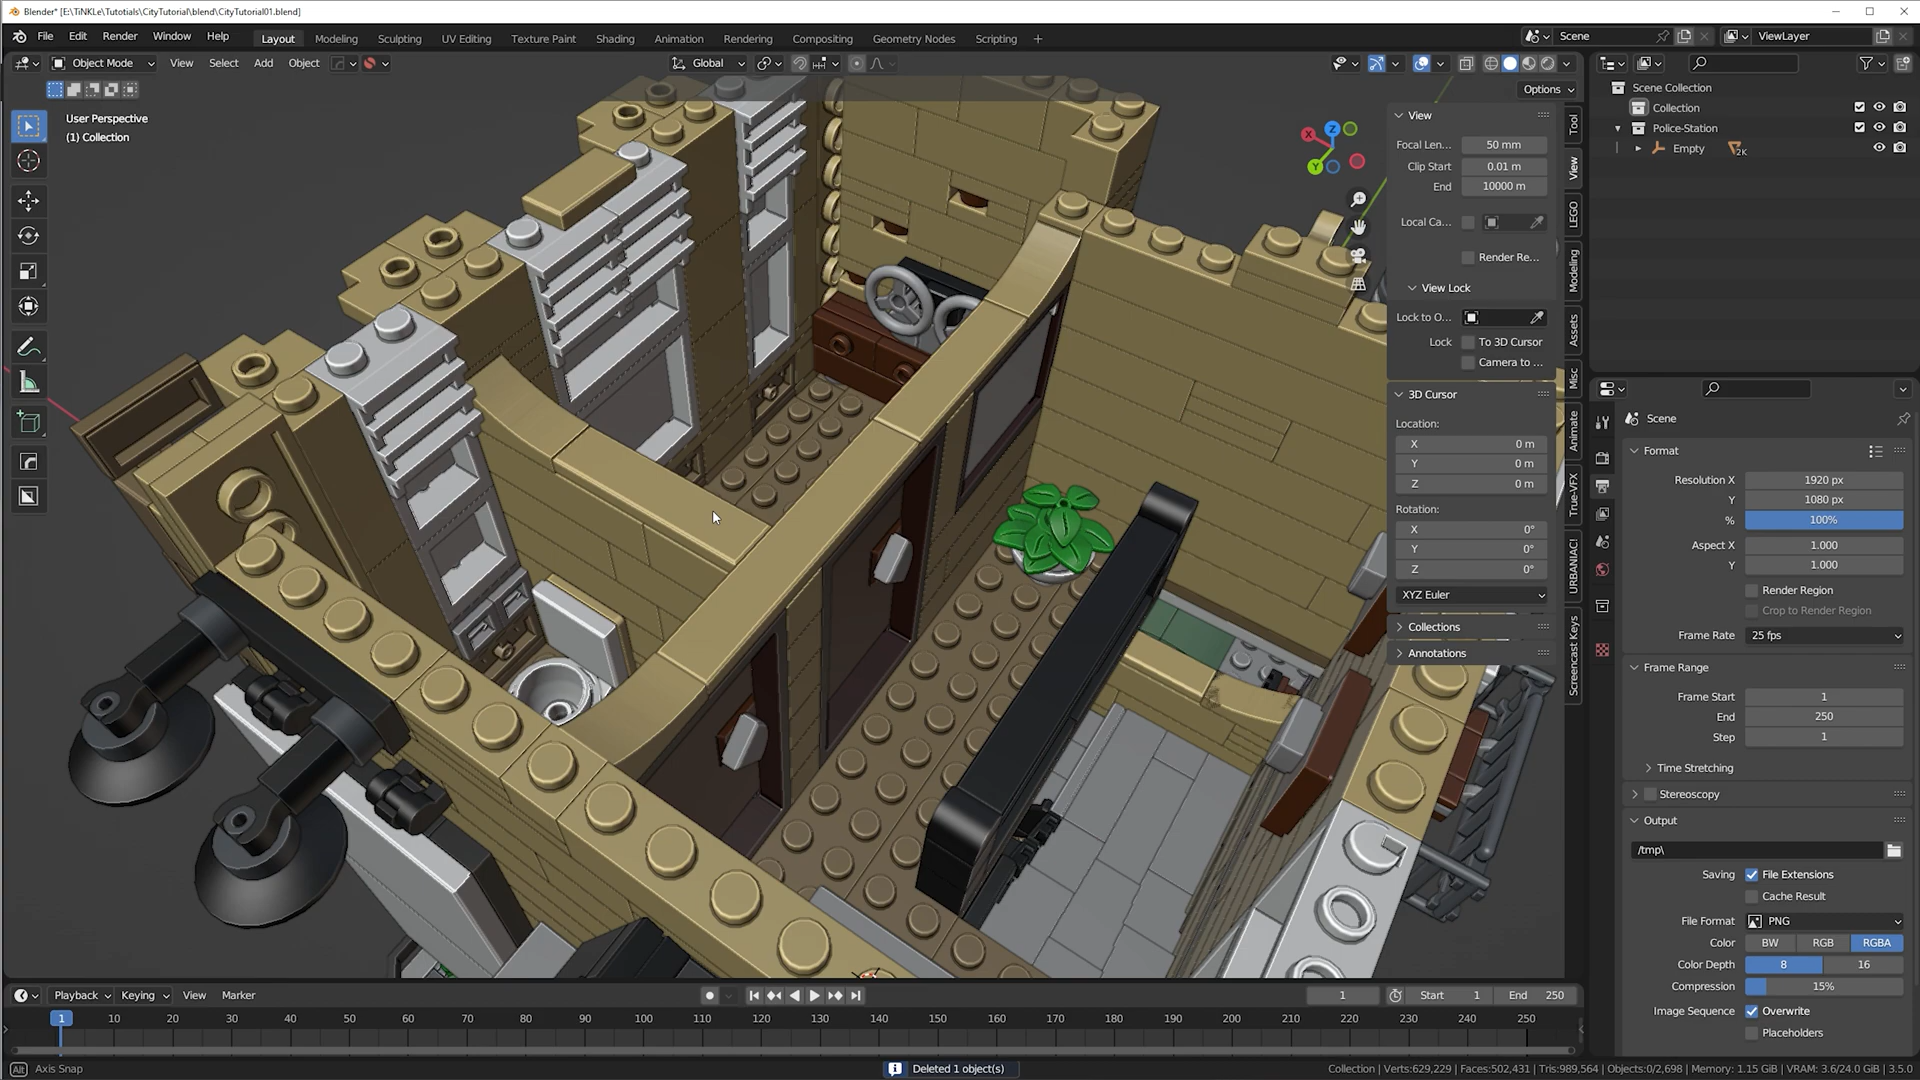 Blender* [E:\TiNKLe\Tutotials\CityTutorial\blend\CityTutorial01.blend]
File Edit Render Window Help Layout Modeling Sculpting UV Editing Texture Paint Shading Animation Rendering Compositing Geometry Nodes Scripting + Scene ViewLayer
Object Mode View Select Add Object Global
Options
User Perspective
(1) Collection
X Z Y
View
Focal Len... 50 mm
Clip Start 0.01 m
End 10000 m
Local Ca...
Render Re...
View Lock
Lock to O...
Lock To 3D Cursor
Camera to ...
3D Cursor
Location:
X 0 m
Y 0 m
Z 0 m
Rotation:
X 0°
Y 0°
Z 0°
XYZ Euler
Collections
Annotations
Tool
View
LEGO
Modeling
Assets
Misc
Animate
True-VFX
URBANIAC!
Screencast Keys
Scene Collection
Collection
Police-Station
Empty 2K
Scene
Format
Resolution X 1920 px
Y 1080 px
% 100%
Aspect X 1.000
Y 1.000
Render Region
Crop to Render Region
Frame Rate 25 fps
Frame Range
Frame Start 1
End 250
Step 1
Time Stretching
Stereoscopy
Output
/tmp\
Saving File Extensions
Cache Result
File Format PNG
Color BW RGB RGBA
Color Depth 8 16
Compression 15%
Image Sequence Overwrite
Placeholders
Playback Keying View Marker 1 Start 1 End 250
1 10 20 30 40 50 60 70 80 90 100 110 120 130 140 150 160 170 180 190 200 210 220 230 240 250
Alt Axis Snap Deleted 1 object(s) Collection | Verts:629,229 | Faces:502,431 | Tris:989,564 | Objects:0/2,698 | Memory: 1.15 GiB | VRAM: 3.6/24.0 GiB | 3.5.0